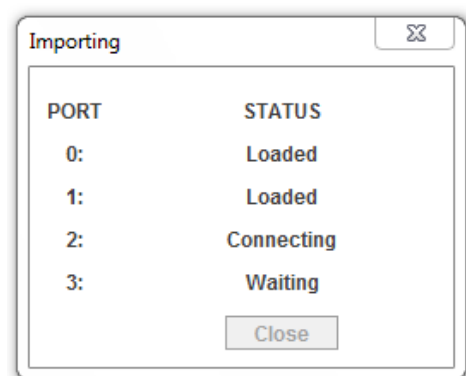 Importing
PORT STATUS
0: Loaded
1: Loaded
2: Connecting
3: Waiting
Close